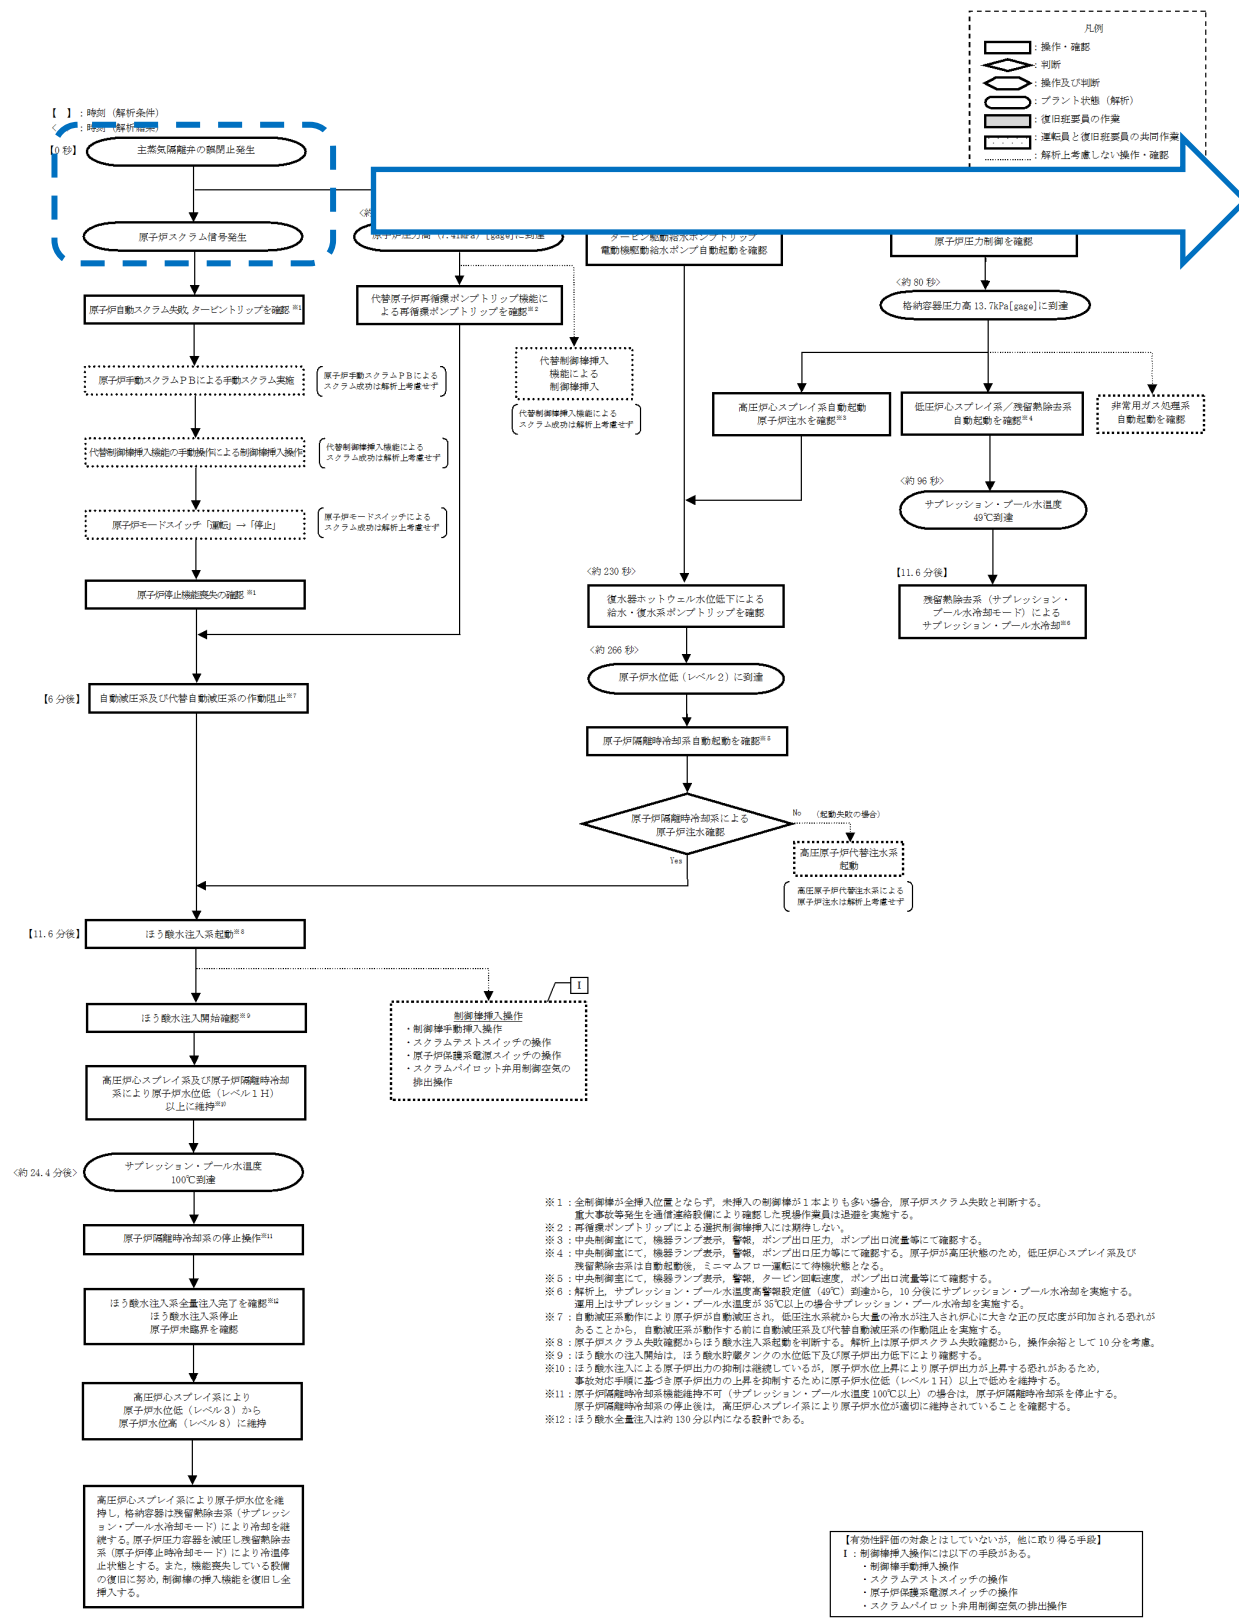 凡例
：操作・確認
：判断
：操作及び判断
：プラント状態（解析）
：復旧班要員の作業
：運転員と復旧班要員の共同作業
：解析上考慮しない操作・確認
【　】：時刻（解析条件）
：時刻（解析結果）
【0 秒】
主蒸気隔離弁の誤閉止発生
原子炉スクラム信号発生
原子炉圧力高（7.41MPa）[gage]に到達
タービン駆動給水ポンプトリップ
電動機駆動給水ポンプ自動起動を確認
原子炉圧力制御を確認
原子炉自動スクラム失敗，タービントリップを確認 ※1
代替原子炉再循環ポンプトリップ機能に
よる再循環ポンプトリップを確認※2
<約 80 秒>
格納容器圧力高 13.7kPa[gage]に到達
原子炉手動スクラムＰＢによる手動スクラム実施
原子炉手動スクラムＰＢによる
スクラム成功は解析上考慮せず
代替制御棒挿入
機能による
制御棒挿入
代替制御棒挿入機能による
スクラム成功は解析上考慮せず
高圧炉心スプレイ系自動起動
原子炉注水を確認※3
低圧炉心スプレイ系／残留熱除去系
自動起動を確認※4
非常用ガス処理系
自動起動を確認
代替制御棒挿入機能の手動操作による制御棒挿入操作
代替制御棒挿入機能による
スクラム成功は解析上考慮せず
<約 96 秒>
サプレッション・プール水温度
49℃到達
原子炉モードスイッチ「運転」→「停止」
原子炉モードスイッチによる
スクラム成功は解析上考慮せず
原子炉停止機能喪失の確認 ※1
<約 230 秒>
復水器ホットウェル水位低下による
給水・復水系ポンプトリップを確認
【11.6 分後】
残留熱除去系（サプレッション・
プール水冷却モード）による
サプレッション・プール水冷却※6
<約 266 秒>
原子炉水位低（レベル２）に到達
【6 分後】
自動減圧系及び代替自動減圧系の作動阻止※7
原子炉隔離時冷却系自動起動を確認※5
原子炉隔離時冷却系による
原子炉注水確認
No　（起動失敗の場合）
Yes
高圧原子炉代替注水系
起動
高圧原子炉代替注水系による
原子炉注水は解析上考慮せず
【11.6 分後】
ほう酸水注入系起動※8
Ⅰ
制御棒挿入操作
・制御棒手動挿入操作
・スクラムテストスイッチの操作
・原子炉保護系電源スイッチの操作
・スクラムパイロット弁用制御空気の
排出操作
ほう酸水注入開始確認※9
高圧炉心スプレイ系及び原子炉隔離時冷却
系により原子炉水位低（レベル１Ｈ）
以上に維持※10
<約 24.4 分後>
サプレッション・プール水温度
100℃到達
原子炉隔離時冷却系の停止操作※11
ほう酸水注入系全量注入完了を確認※12
ほう酸水注入系停止
原子炉未臨界を確認
高圧炉心スプレイ系により
原子炉水位低（レベル３）から
原子炉水位高（レベル８）に維持
高圧炉心スプレイ系により原子炉水位を維
持し，格納容器は残留熱除去系（サプレッシ
ョン・プール水冷却モード）により冷却を継
続する。原子炉圧力容器を減圧し残留熱除去
系（原子炉停止時冷却モード）により冷温停
止状態とする。また，機能喪失している設備
の復旧に努め，制御棒の挿入機能を復旧し全
挿入する。
※１：全制御棒が全挿入位置とならず，未挿入の制御棒が１本よりも多い場合，原子炉スクラム失敗と判断する。
重大事故等発生を通信連絡設備により確認した現場作業員は退避を実施する。
※２：再循環ポンプトリップによる選択制御棒挿入には期待しない。
※３：中央制御室にて，機器ランプ表示，警報，ポンプ出口圧力，ポンプ出口流量等にて確認する。
※４：中央制御室にて，機器ランプ表示，警報，ポンプ出口圧力等にて確認する。原子炉が高圧状態のため，低圧炉心スプレイ系及び
残留熱除去系は自動起動後，ミニマムフロー運転にて待機状態となる。
※５：中央制御室にて，機器ランプ表示，警報，タービン回転速度，ポンプ出口流量等にて確認する。
※６：解析上，サプレッション・プール水温度高警報設定値（49℃）到達から，10 分後にサプレッション・プール水冷却を実施する。
運用上はサプレッション・プール水温度が 35℃以上の場合サプレッション・プール水冷却を実施する。
※７：自動減圧系動作により原子炉が自動減圧され，低圧注水系統から大量の冷水が注入され炉心に大きな正の反応度が印加される恐れが
あることから，自動減圧系が動作する前に自動減圧系及び代替自動減圧系の作動阻止を実施する。
※８：原子炉スクラム失敗確認からほう酸水注入系起動を判断する。解析上は原子炉スクラム失敗確認から，操作余裕として 10 分を考慮。
※９：ほう酸水の注入開始は，ほう酸水貯蔵タンクの水位低下及び原子炉出力低下により確認する。
※10：ほう酸水注入による原子炉出力の抑制は継続しているが，原子炉水位上昇により原子炉出力が上昇する恐れがあるため，
事故対応手順に基づき原子炉出力の上昇を抑制するために原子炉水位低（レベル１Ｈ）以上で低めを維持する。
※11：原子炉隔離時冷却系機能維持不可（サプレッション・プール水温度 100℃以上）の場合は，原子炉隔離時冷却系を停止する。
原子炉隔離時冷却系の停止後は，高圧炉心スプレイ系により原子炉水位が適切に維持されていることを確認する。
※12：ほう酸水全量注入は約 130 分以内になる設計である。
【有効性評価の対象とはしていないが，他に取り得る手段】
Ⅰ：制御棒挿入操作には以下の手段がある。
・制御棒手動挿入操作
・スクラムテストスイッチの操作
・原子炉保護系電源スイッチの操作
・スクラムパイロット弁用制御空気の排出操作